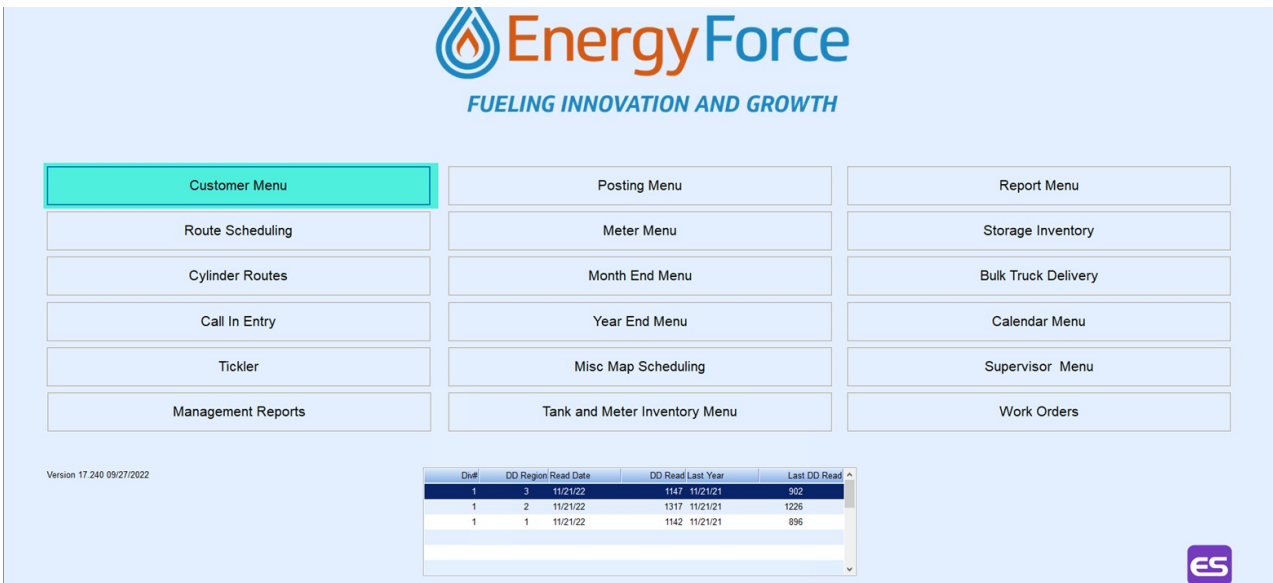 EnergyForce
FUELING INNOVATION AND GROWTH
Customer Menu Posting Menu Report Menu
Route Scheduling Meter Menu Storage Inventory
Cylinder Routes Month End Menu Bulk Truck Delivery
Call In Entry Year End Menu Calendar Menu
Tickler Misc Map Scheduling Supervisor Menu
Management Reports Tank and Meter Inventory Menu Work Orders
Version 17.240 09/27/2022
Div# DD Region Read Date DD Read Last Year Last DD Read
1 3 11/21/22 1147 11/21/21 902
1 2 11/21/22 1317 11/21/21 1226
1 1 11/21/22 1142 11/21/21 896
ES